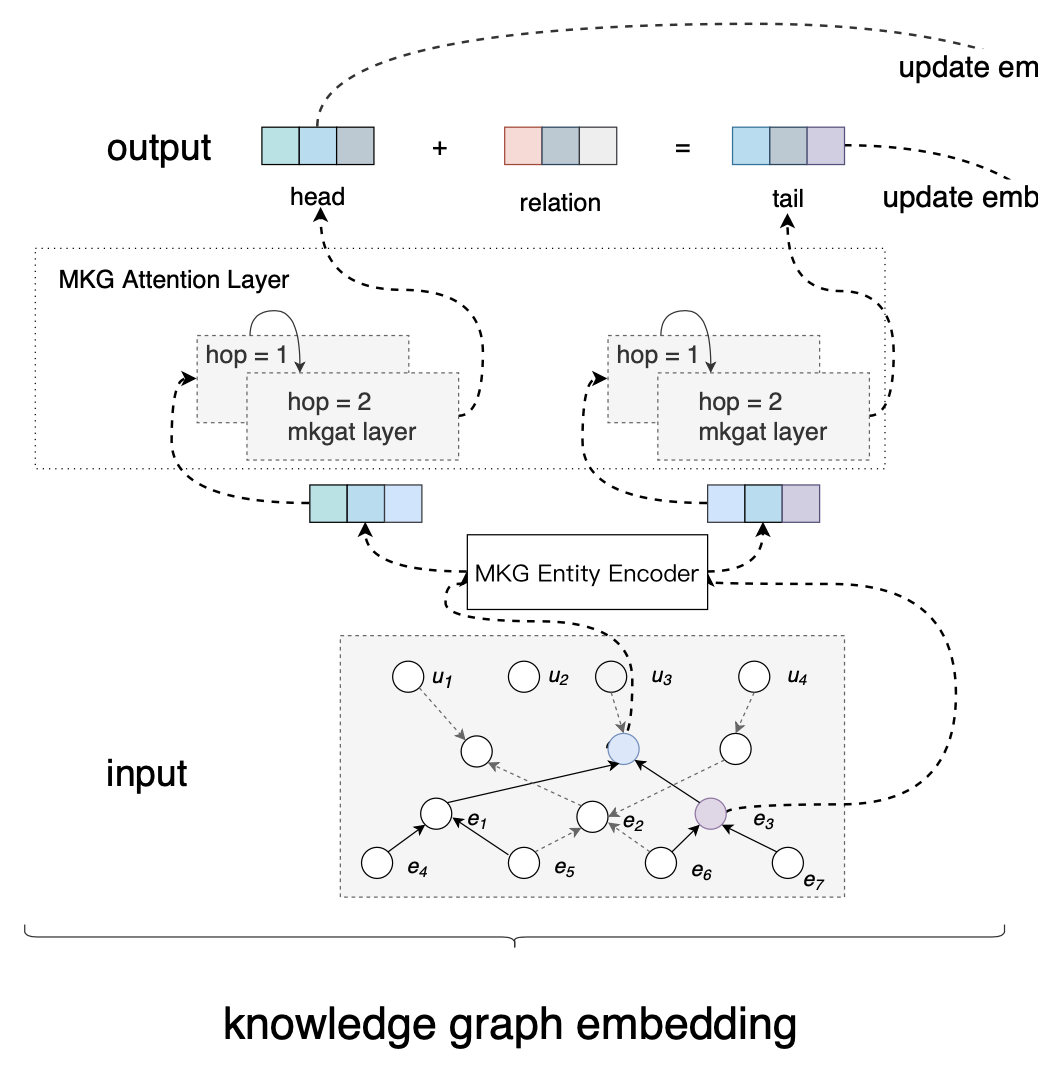 update em
output
+
=
head
relation
tail
update emb
MKG Attention Layer
hop = 1
hop = 2
mkgat layer
hop = 1
hop = 2
mkgat layer
MKG Entity Encoder
u1
u2
u3
u4
input
e1
e2
e3
e4
e5
e6
e7
knowledge graph embedding